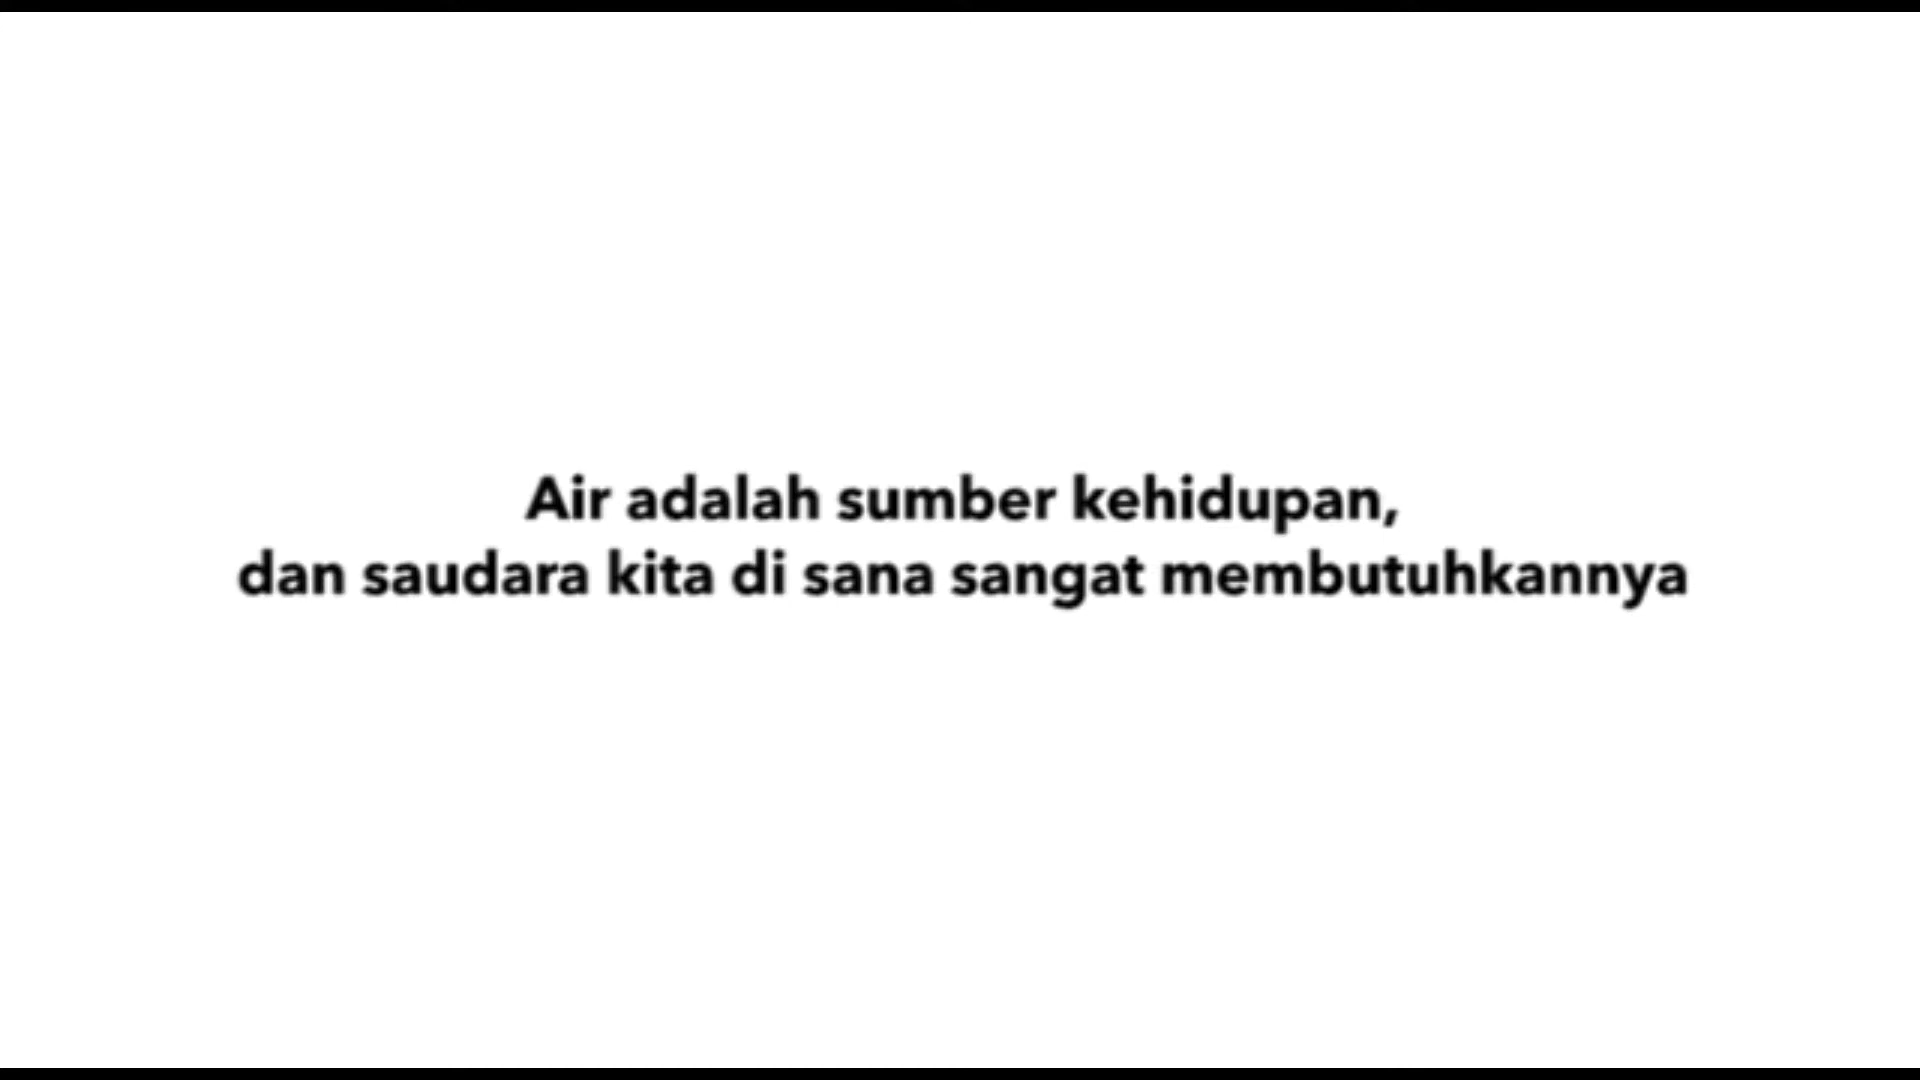 Air adalah sumber kehidupan,
dan saudara kita di sana sangat membutuhkannya